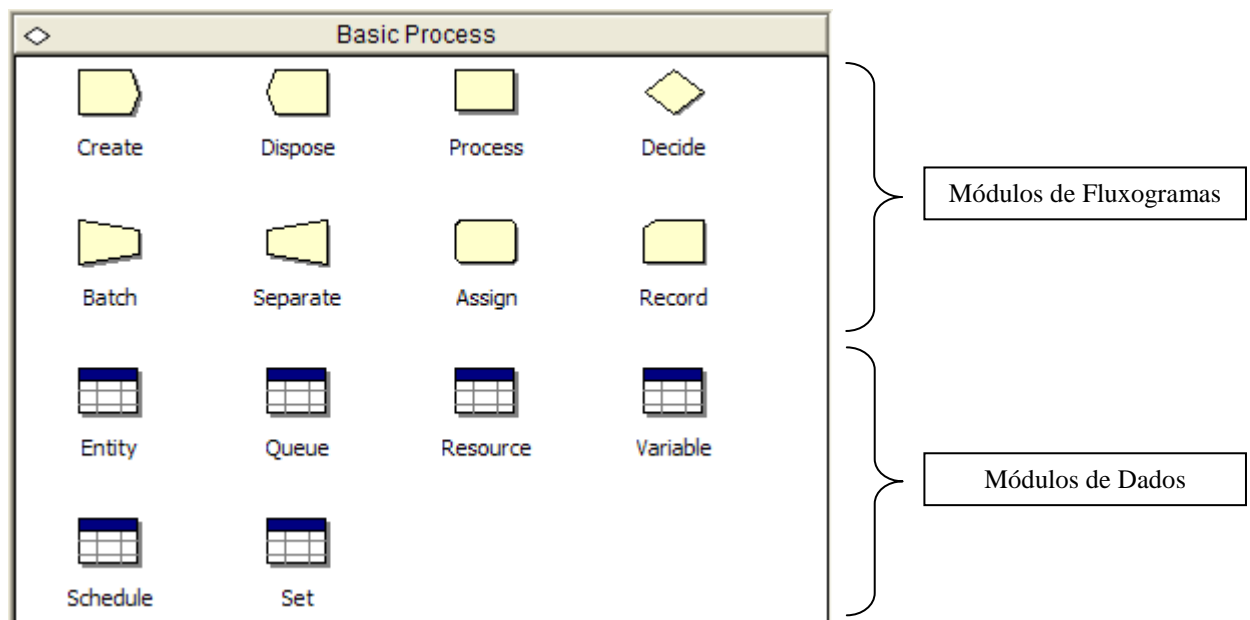 Basic Process
Create Dispose Process Decide
Módulos de Fluxogramas
Batch Separate Assign Record
Entity Queue Resource Variable
Módulos de Dados
Schedule Set